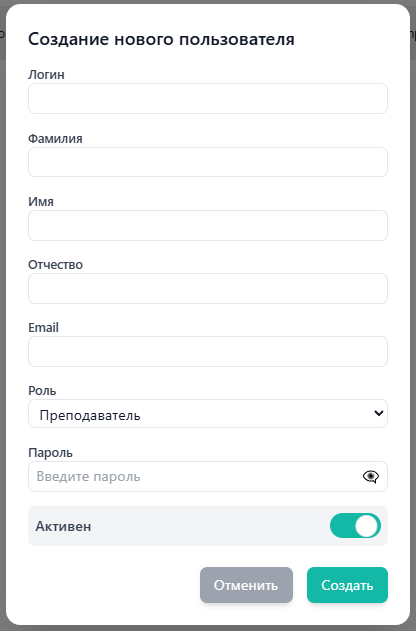 Создание нового пользователя
Логин
Фамилия
Имя
Отчество
Email
Роль
Преподаватель
Пароль
Введите пароль
Активен
Отменить Создать